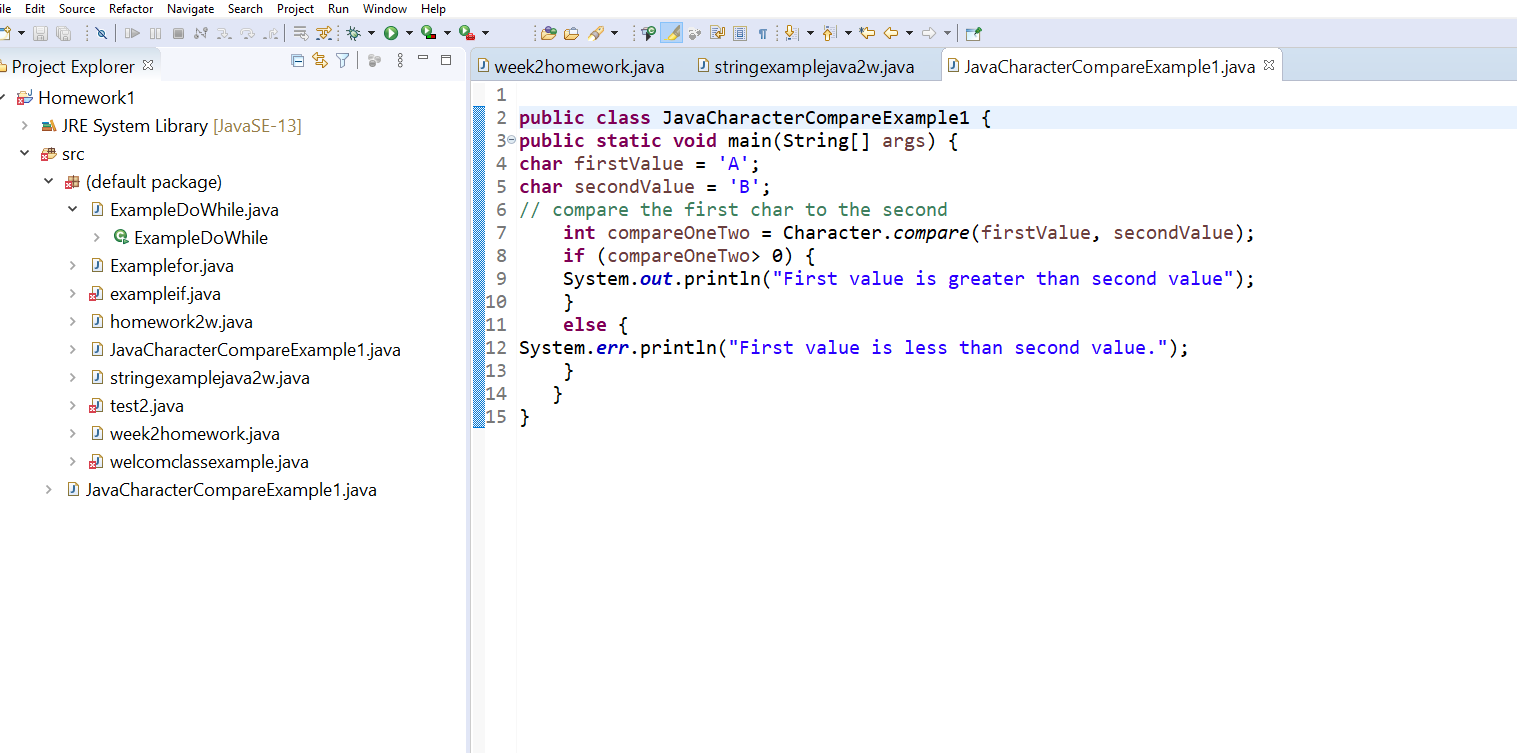 ile Edit Source Refactor Navigate Search Project Run Window Help
Project Explorer
Homework1
JRE System Library [JavaSE-13]
src
(default package)
ExampleDoWhile.java
ExampleDoWhile
Examplefor.java
exampleif.java
homework2w.java
JavaCharacterCompareExample1.java
stringexamplejava2w.java
test2.java
week2homework.java
welcomclassexample.java
JavaCharacterCompareExample1.java
week2homework.java stringexamplejava2w.java JavaCharacterCompareExample1.java
1
2 public class JavaCharacterCompareExample1 {
3 public static void main(String[] args) {
4 char firstValue = 'A';
5 char secondValue = 'B';
6 // compare the first char to the second
7     int compareOneTwo = Character.compare(firstValue, secondValue);
8     if (compareOneTwo> 0) {
9     System.out.println("First value is greater than second value");
10     }
11     else {
12 System.err.println("First value is less than second value.");
13     }
14    }
15 }